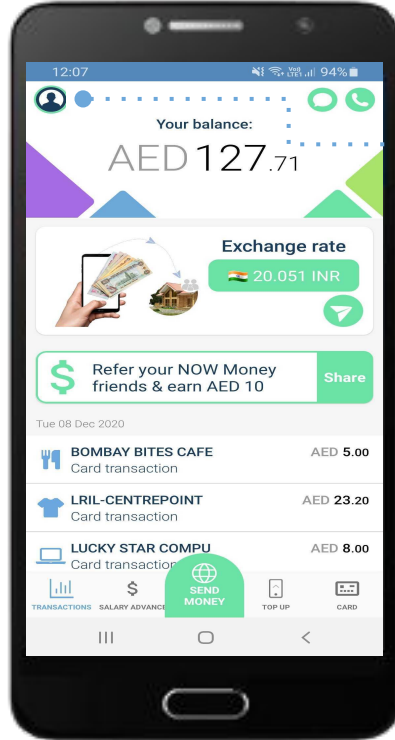 12:07
VoI)
LTE1
94%
Your balance:
AED 127.71
Exchange rate
20.051 INR
Refer your NOW Money
friends & earn AED 10
Share
Tue 08 Dec 2020
BOMBAY BITES CAFE
AED 5.00
Card transaction
LRIL-CENTREPOINT
AED 23.20
Card transaction
LUCKY STAR COMPU
AED 8.00
Card transaction
SEND
MONEY
TRANSACTIONS
SALARY ADVANCE
TOP UP
CARD